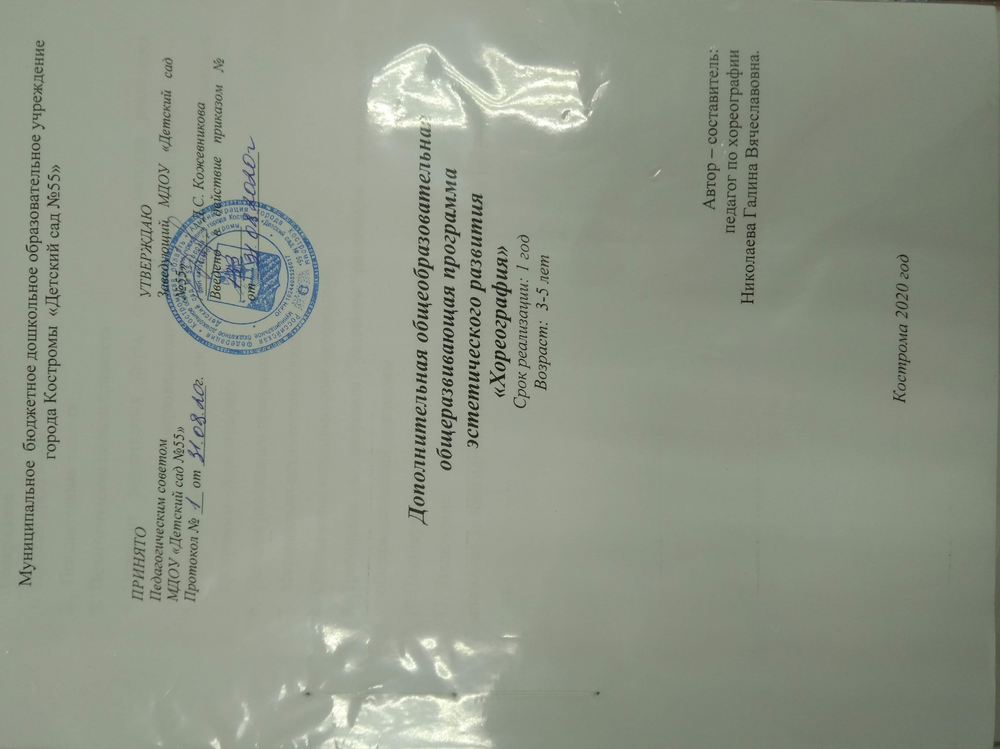 Муниципальное бюджетное дошкольное образовательное учреждение
города Костромы «Детский сад №55»
ПРИНЯТО
Педагогическим советом
МДОУ «Детский сад №55»
Протокол № 1 от 31.08.20г.
УТВЕРЖДАЮ
Заведующий МДОУ «Детский сад
№55»
С. Кожевникова
Введено в действие приказом №
от 31.08.2020г
Дополнительная общеобразовательная
общеразвивающая программа
эстетического развития
«Хореография»
Срок реализации: 1 год
Возраст: 3-5 лет
Автор – составитель:
педагог по хореографии
Николаева Галина Вячеславовна.
Кострома 2020 год